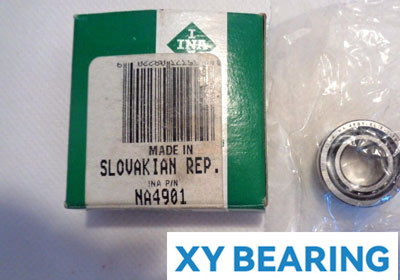 INA
MADE IN
SLOVAKIAN REP.
INA P/N
NA4901
XY BEARING